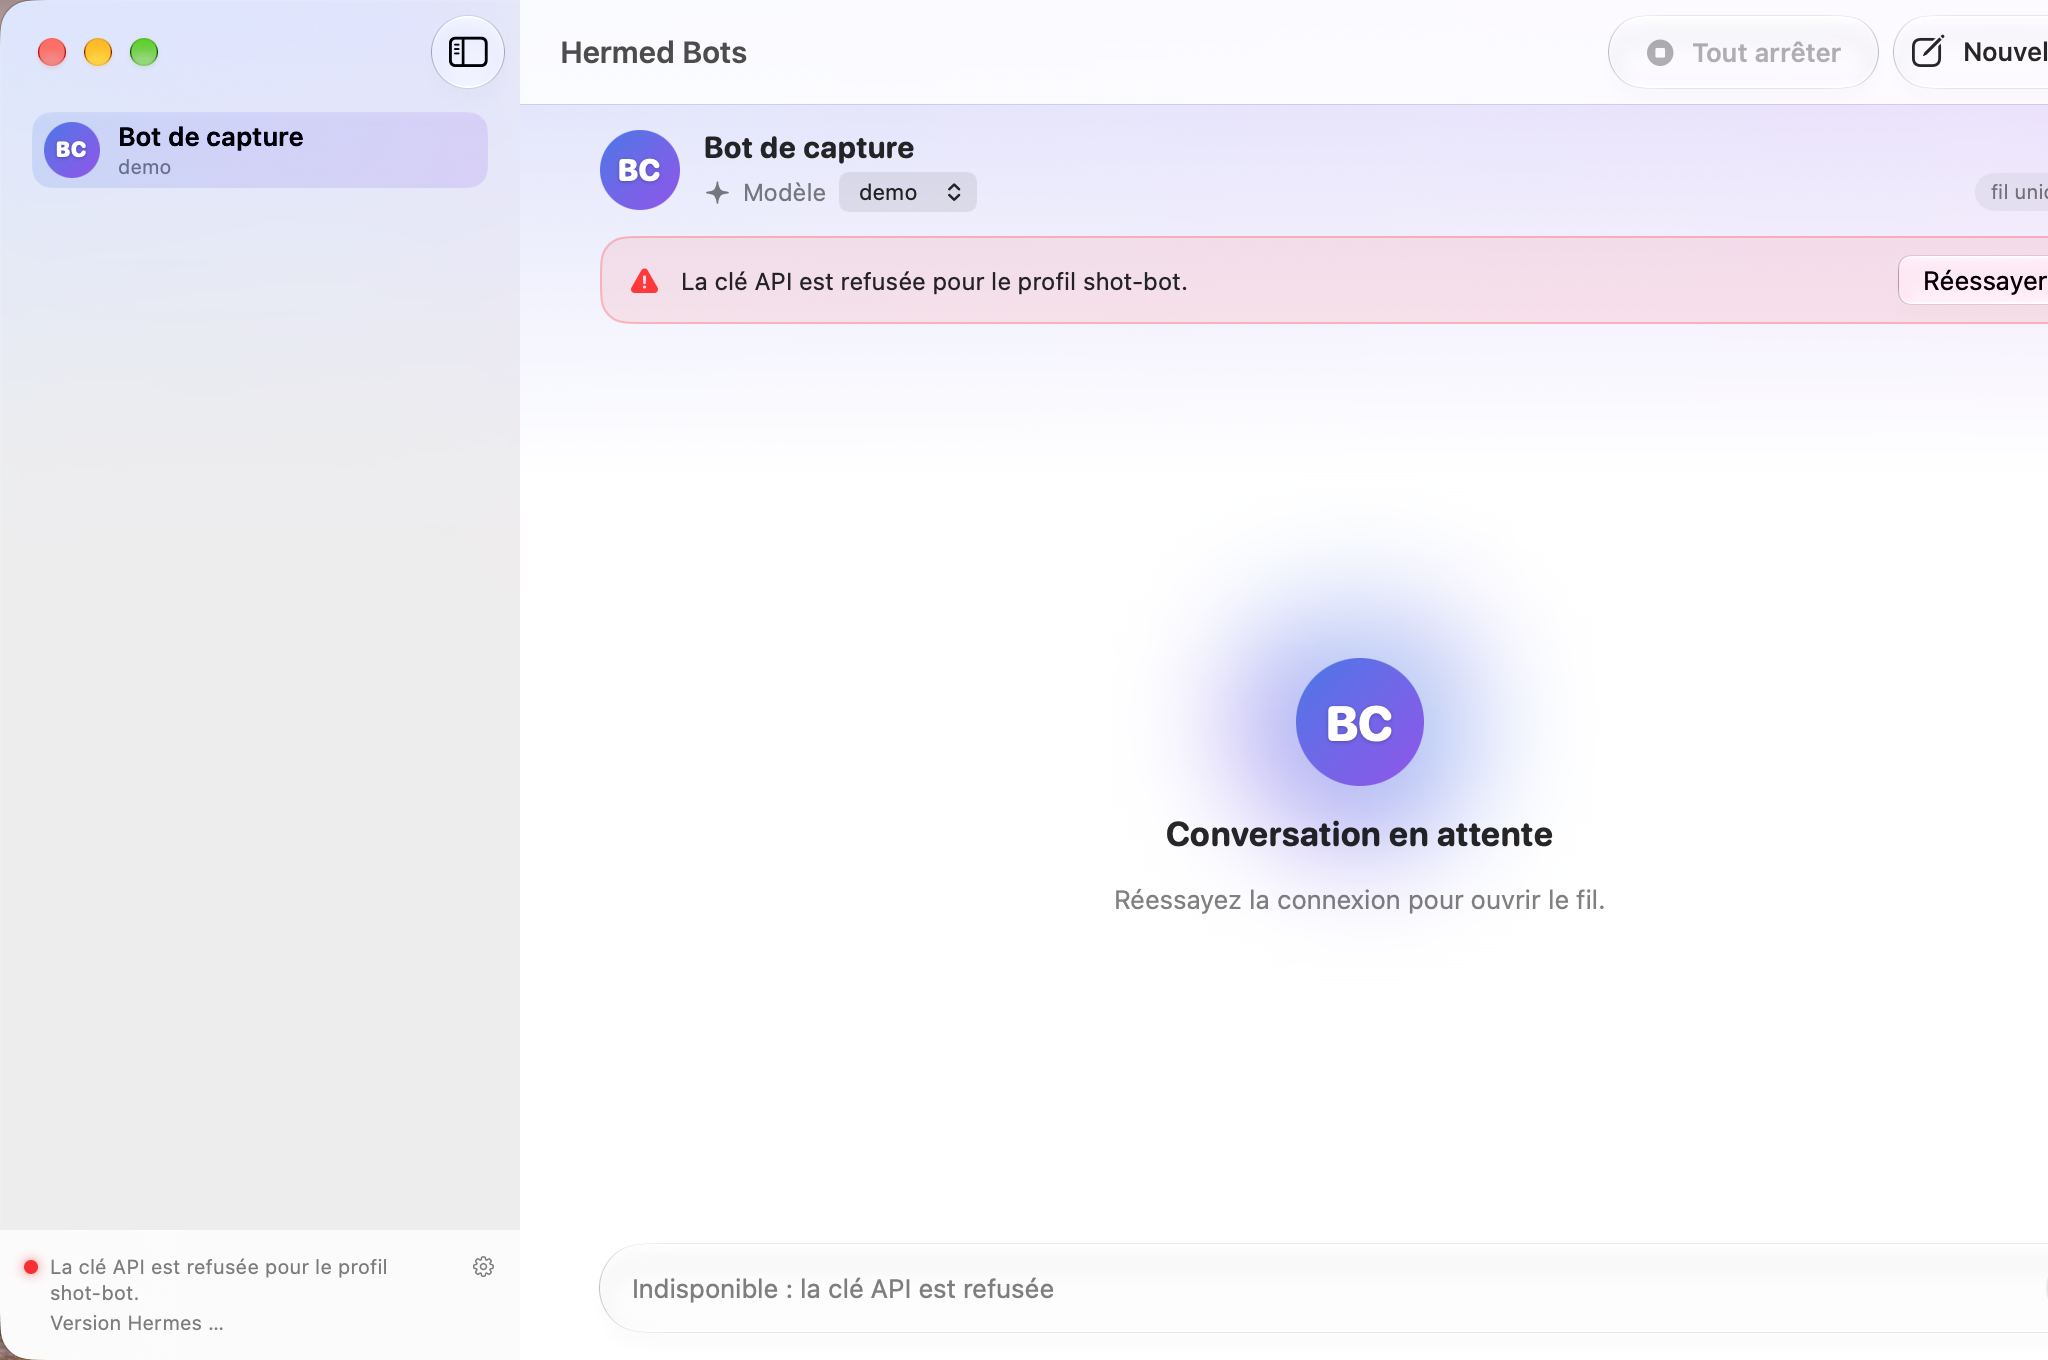 Hermed Bots
Tout arrêter
Nouvel
BC
Bot de capture
demo
BC
Bot de capture
Modèle
demo
fil uni
La clé API est refusée pour le profil shot-bot.
Réessayer
BC
Conversation en attente
Réessayez la connexion pour ouvrir le fil.
La clé API est refusée pour le profil
shot-bot.
Version Hermes ...
Indisponible : la clé API est refusée